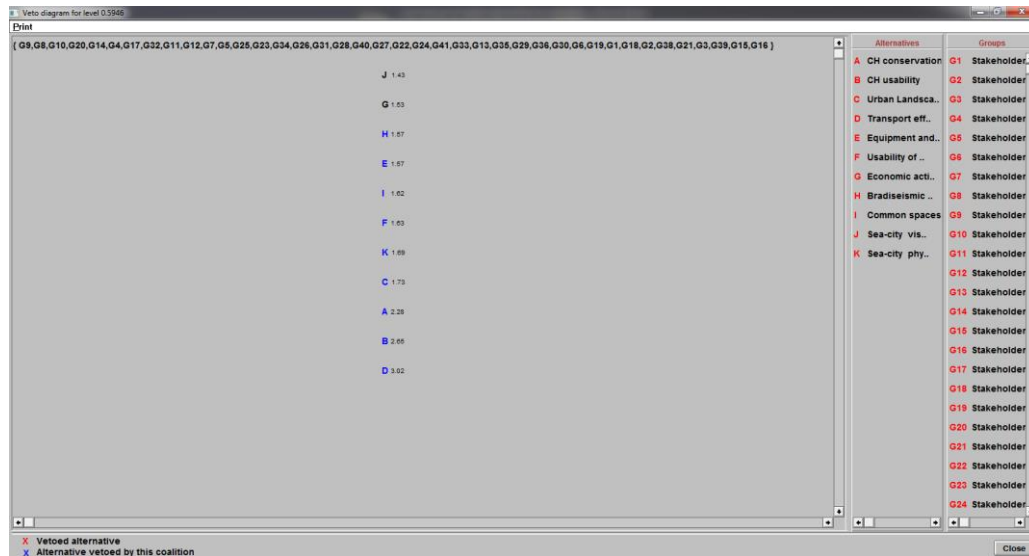 Veto diagram for level 0.5946
Print
{ G9,G8,G10,G20,G14,G4,G17,G32,G11,G12,G7,G5,G25,G23,G34,G26,G31,G28,G40,G27,G22,G24,G41,G33,G13,G35,G29,G36,G30,G6,G19,G1,G18,G2,G38,G21,G3,G39,G15,G16 }
J 1.43
G 1.53
H 1.57
E 1.57
I 1.62
F 1.63
K 1.69
C 1.73
A 2.28
B 2.65
D 3.02
Alternatives
A CH conservation
B CH usability
C Urban Landsca..
D Transport eff..
E Equipment and..
F Usability of ..
G Economic acti..
H Bradiseismic ..
I Common spaces
J Sea-city vis..
K Sea-city phy..
Groups
G1 Stakeholder
G2 Stakeholder
G3 Stakeholder
G4 Stakeholder
G5 Stakeholder
G6 Stakeholder
G7 Stakeholder
G8 Stakeholder
G9 Stakeholder
G10 Stakeholder
G11 Stakeholder
G12 Stakeholder
G13 Stakeholder
G14 Stakeholder
G15 Stakeholder
G16 Stakeholder
G17 Stakeholder
G18 Stakeholder
G19 Stakeholder
G20 Stakeholder
G21 Stakeholder
G22 Stakeholder
G23 Stakeholder
G24 Stakeholder
X Vetoed alternative
X Alternative vetoed by this coalition
Close